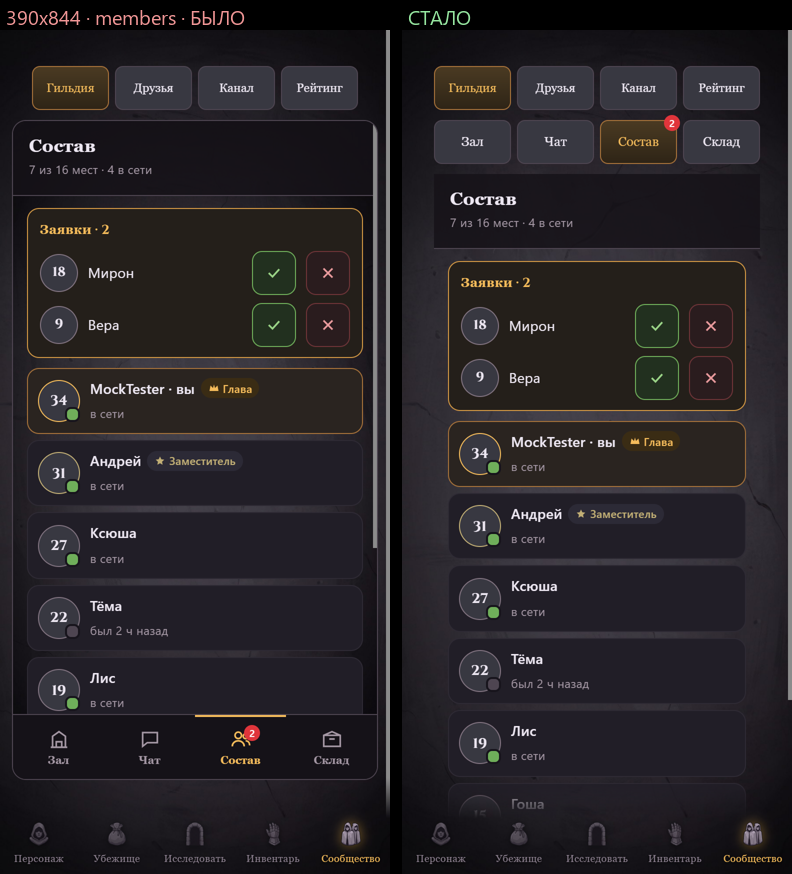 390x844 · members · БЫЛО
Гильдия Друзья Канал Рейтинг
Состав
7 из 16 мест · 4 в сети
Заявки · 2
18 Мирон
9 Вера
34 MockTester · вы Глава
в сети
31 Андрей Заместитель
в сети
27 Ксюша
в сети
22 Тёма
был 2 ч назад
19 Лис
в сети
2
Зал Чат Состав Склад
Персонаж Убежище Исследовать Инвентарь Сообщество
СТАЛО
Гильдия Друзья Канал Рейтинг
2
Зал Чат Состав Склад
Состав
7 из 16 мест · 4 в сети
Заявки · 2
18 Мирон
9 Вера
34 MockTester · вы Глава
в сети
31 Андрей Заместитель
в сети
27 Ксюша
в сети
22 Тёма
был 2 ч назад
19 Лис
в сети
15 Гоша
Персонаж Убежище Исследовать Инвентарь Сообщество